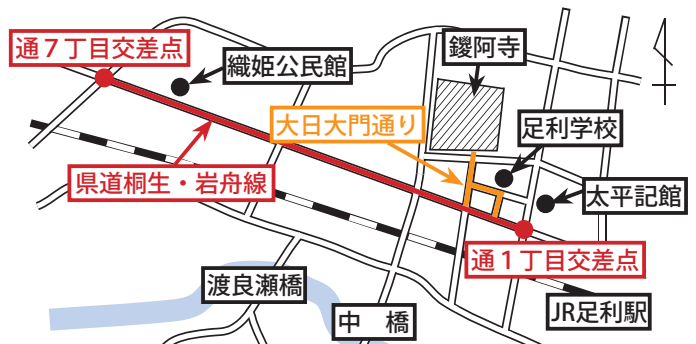 通７丁目交差点
織姫公民館
鑁阿寺
大日大門通り
足利学校
県道桐生・岩舟線
太平記館
通１丁目交差点
渡良瀬橋
中　橋
JR足利駅